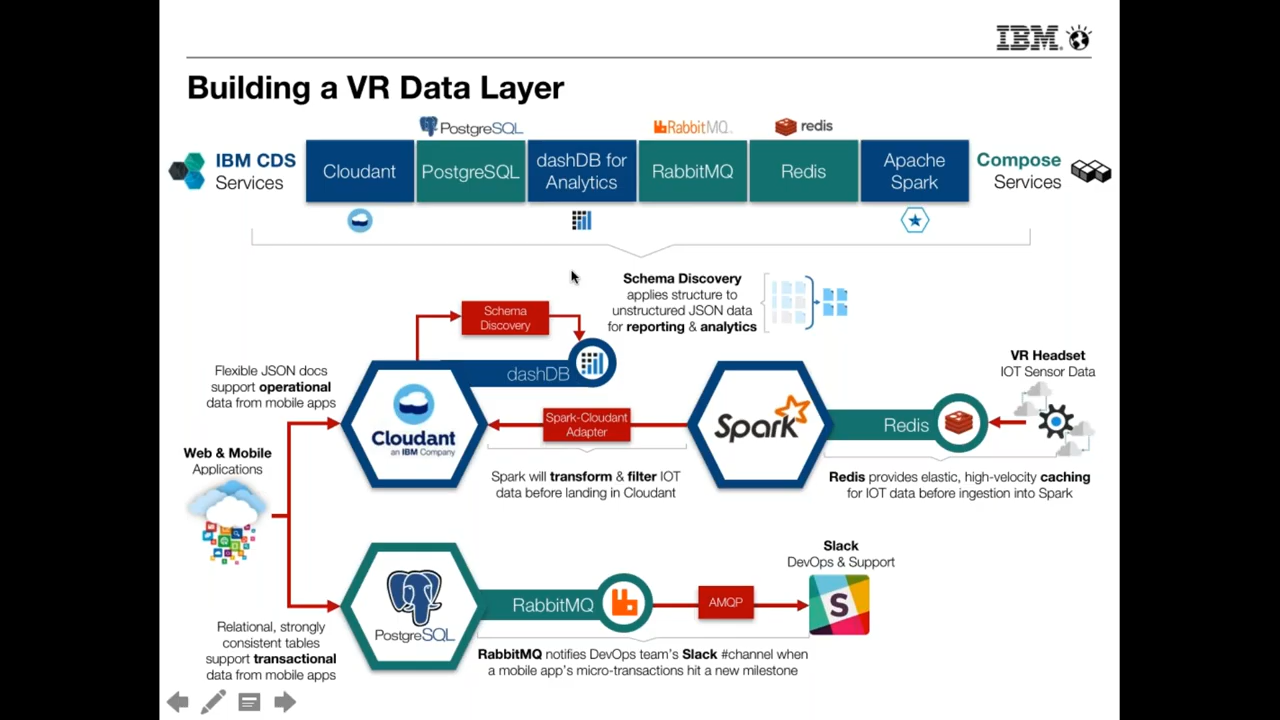 IBM
Building a VR Data Layer
PostgreSQL
RabbitMQ
redis
IBM CDS
Services
Cloudant
PostgreSQL
dashDB for
Analytics
RabbitMQ
Redis
Apache
Spark
Compose
Services
Schema Discovery
applies structure to
unstructured JSON data
for reporting & analytics
Schema
Discovery
dashDB
Flexible JSON docs
support operational
data from mobile apps
Cloudant
an IBM Company
Spark-Cloudant
Adapter
Spark
Redis
VR Headset
IOT Sensor Data
Web & Mobile
Applications
Spark will transform & filter IOT
data before landing in Cloudant
Redis provides elastic, high-velocity caching
for IOT data before ingestion into Spark
PostgreSQL
RabbitMQ
AMQP
Slack
DevOps & Support
S
Relational, strongly
consistent tables
support transactional
data from mobile apps
RabbitMQ notifies DevOps team's Slack #channel when
a mobile app's micro-transactions hit a new milestone